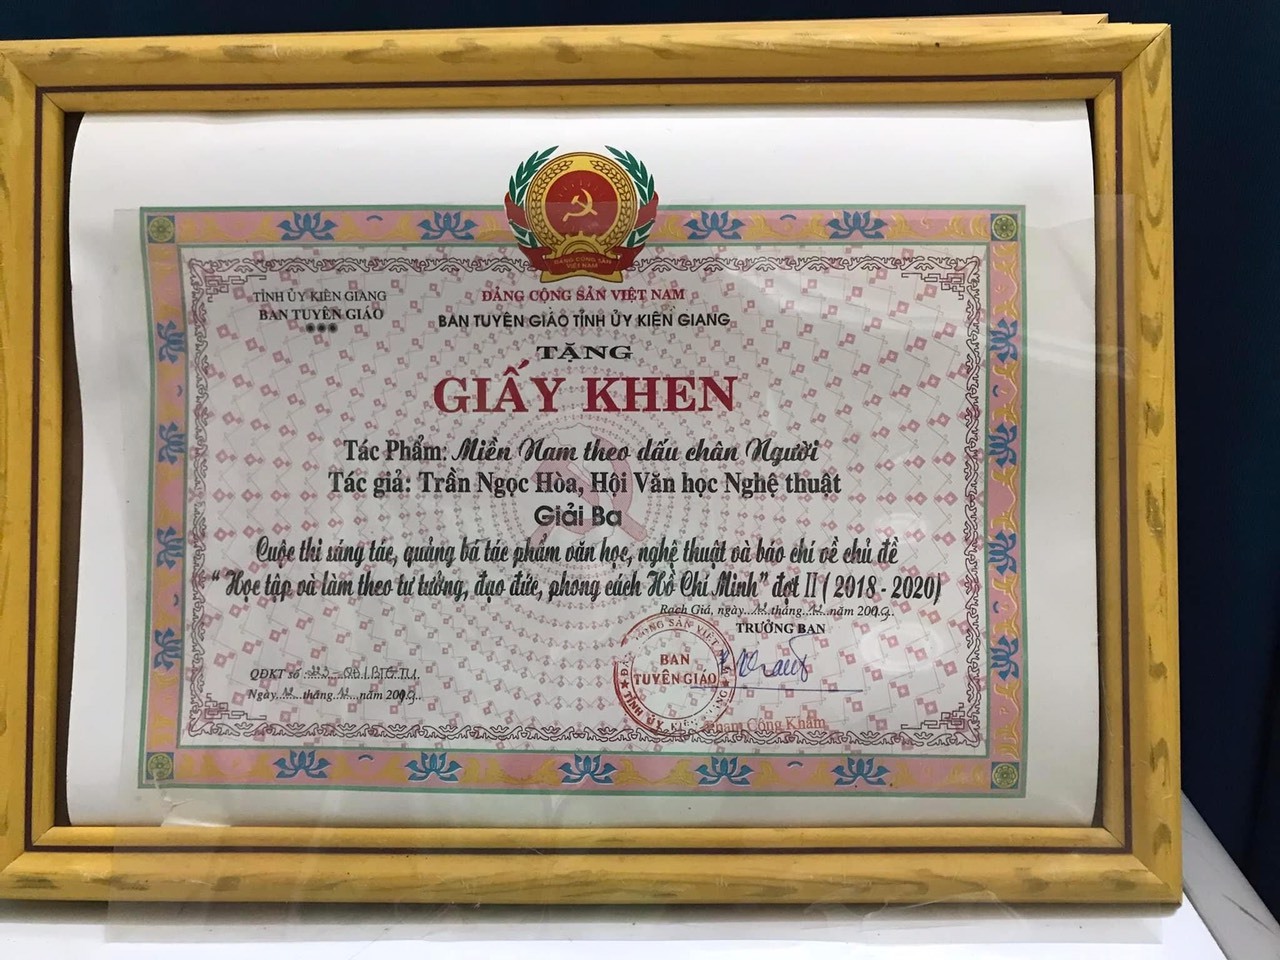 ĐẢNG CỘNG SẢN
VIỆT NAM
TỈNH ỦY KIÊN GIANG
BAN TUYÊN GIÁO
ĐẢNG CỘNG SẢN VIỆT NAM
BAN TUYÊN GIÁO TỈNH ỦY KIÊN GIANG
TẶNG
GIẤY KHEN
Tác Phẩm: Miền Nam theo dấu chân Người
Tác giả: Trần Ngọc Hòa, Hội Văn học Nghệ thuật
Giải Ba
Cuộc thi sáng tác, quảng bá tác phẩm văn học, nghệ thuật và báo chí về chủ đề
“ Học tập và làm theo tư tưởng, đạo đức, phong cách Hồ Chí Minh” đợt II ( 2018 - 2020)
Rạch Giá, ngày tháng năm
TRƯỞNG BAN
BAN
TUYÊN GIÁO
QĐKT số
Ngày tháng năm
Phạm Công Khâm